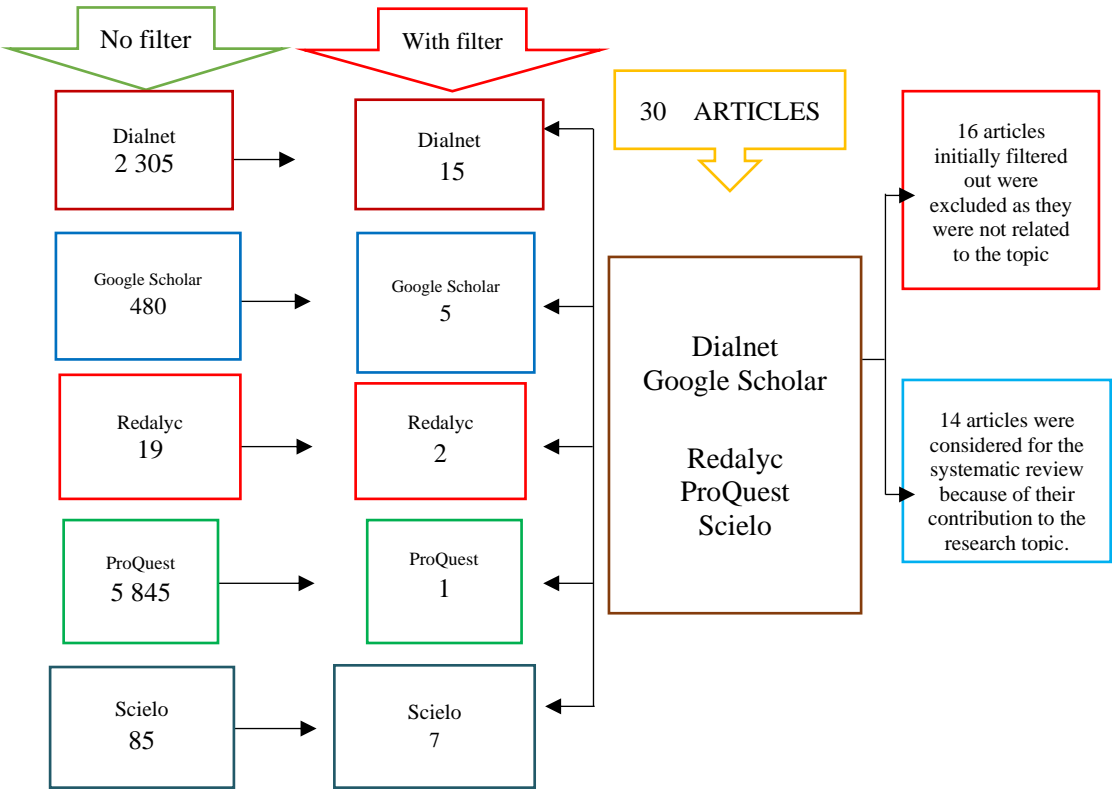 No filter
With filter
30 ARTICLES
Dialnet
2 305
Dialnet
15
16 articles
initially filtered
out were
excluded as they
were not related
to the topic
Google Scholar
480
Google Scholar
5
Dialnet
Google Scholar
Redalyc
ProQuest
Scielo
Redalyc
19
Redalyc
2
14 articles were
considered for the
systematic review
because of their
contribution to the
research topic.
ProQuest
5 845
ProQuest
1
Scielo
85
Scielo
7